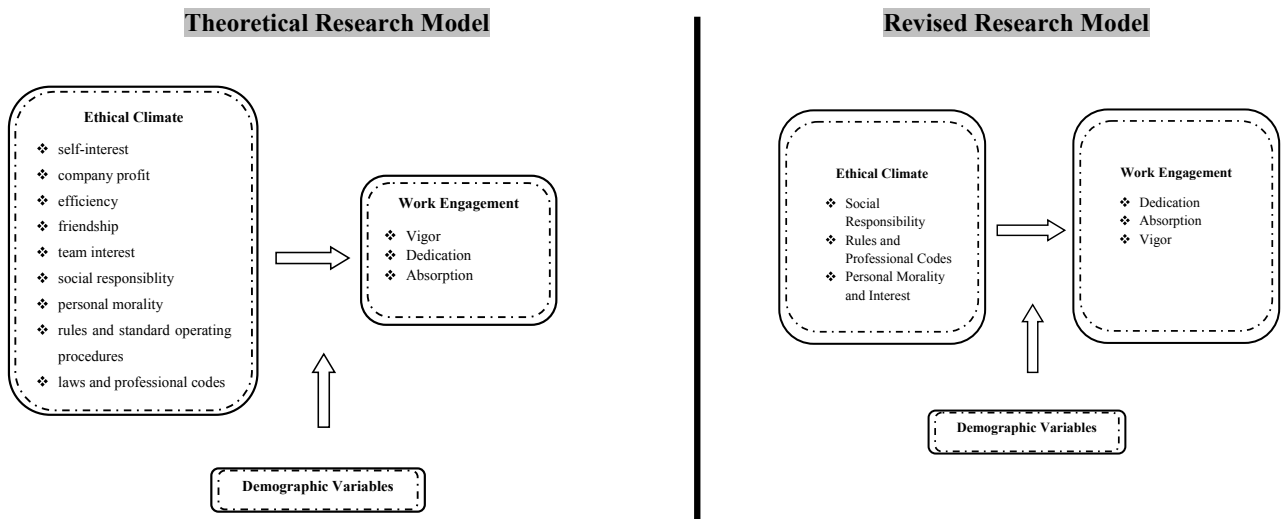 Theoretical Research Model
Ethical Climate
❖ self-interest
❖ company profit
❖ efficiency
❖ friendship
❖ team interest
❖ social responsiblity
❖ personal morality
❖ rules and standard operating
procedures
❖ laws and professional codes
Work Engagement
❖ Vigor
❖ Dedication
❖ Absorption
Demographic Variables
Revised Research Model
Ethical Climate
❖ Social
Responsibility
❖ Rules and
Professional Codes
❖ Personal Morality
and Interest
Work Engagement
❖ Dedication
❖ Absorption
❖ Vigor
Demographic Variables